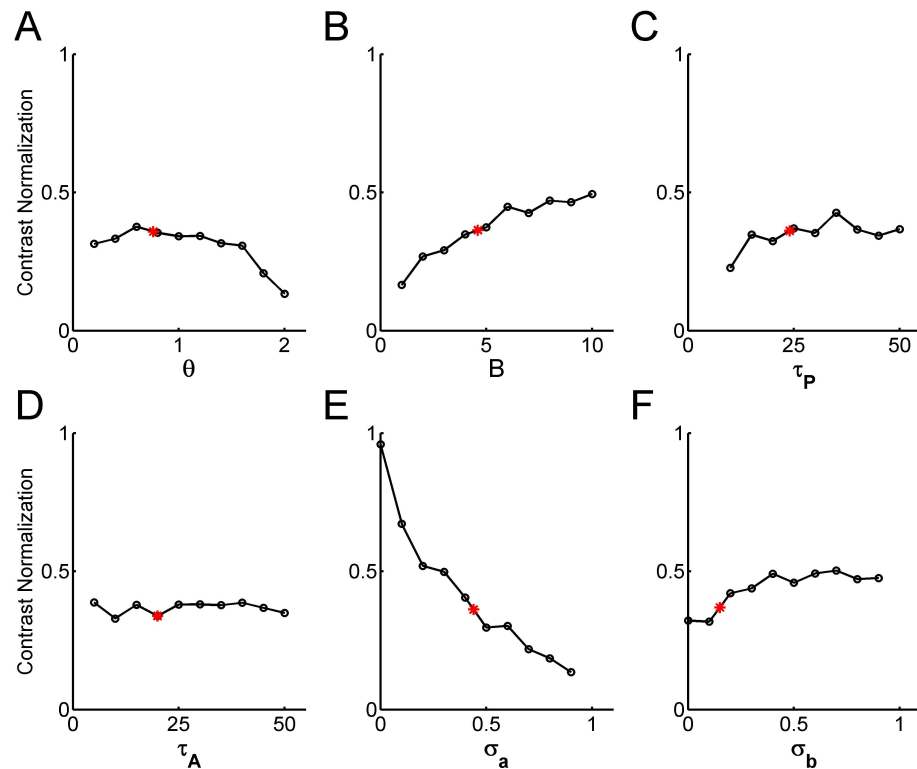 A B C
1 1 1
Contrast Normalization
0.5 0.5 0.5
0 0 0
0 1 2 0 5 10 0 25 50
θ B τP
D E F
1 1 1
Contrast Normalization
0.5 0.5 0.5
0 0 0
0 25 50 0 0.5 1 0 0.5 1
τA σa σb